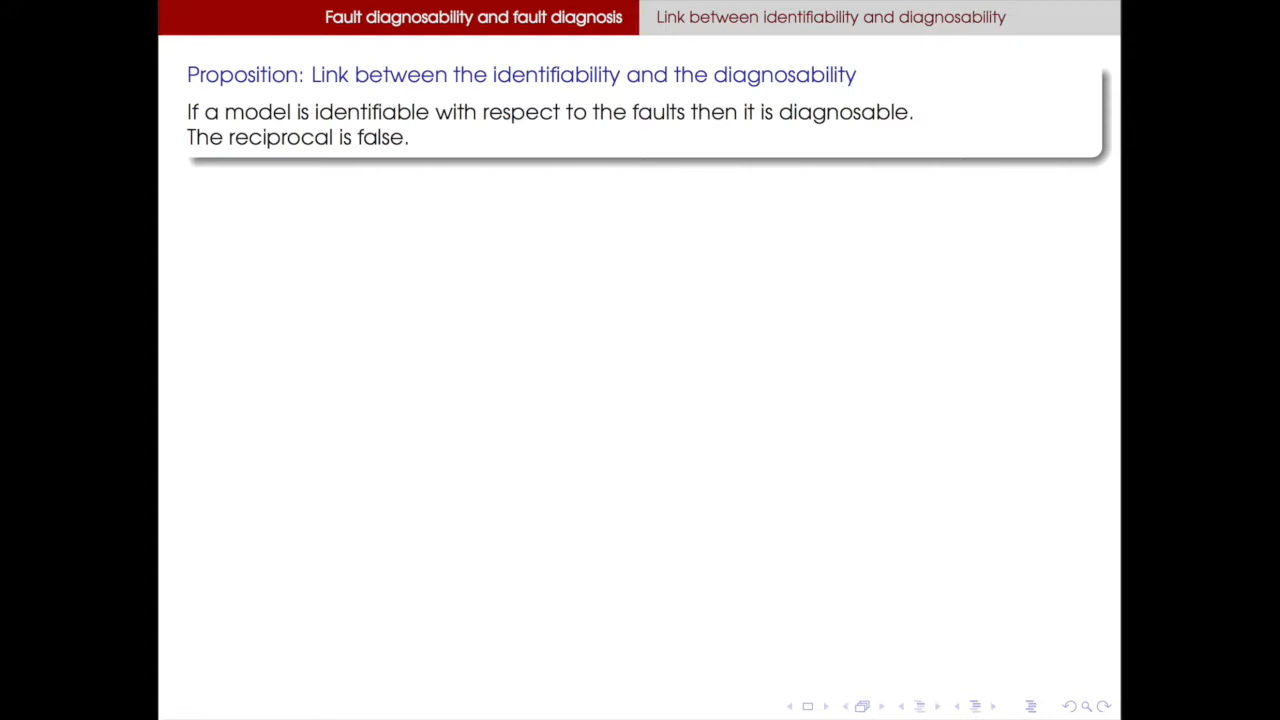 Fault diagnosability and fault diagnosis
Link between identifiability and diagnosability
Proposition: Link between the identifiability and the diagnosability
If a model is identifiable with respect to the faults then it is diagnosable.
The reciprocal is false.